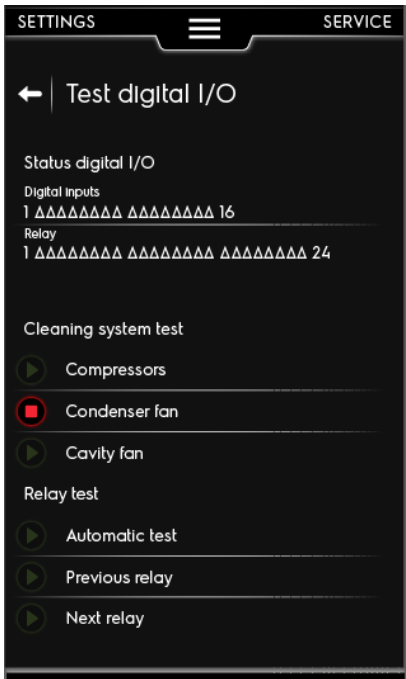 SETTINGS SERVICE
Test digital I/O
Status digital I/O
Digital inputs
1 ΔΔΔΔΔΔΔΔ ΔΔΔΔΔΔΔΔ 16
Relay
1 ΔΔΔΔΔΔΔΔ ΔΔΔΔΔΔΔΔ ΔΔΔΔΔΔΔΔ 24
Cleaning system test
Compressors
Condenser fan
Cavity fan
Relay test
Automatic test
Previous relay
Next relay